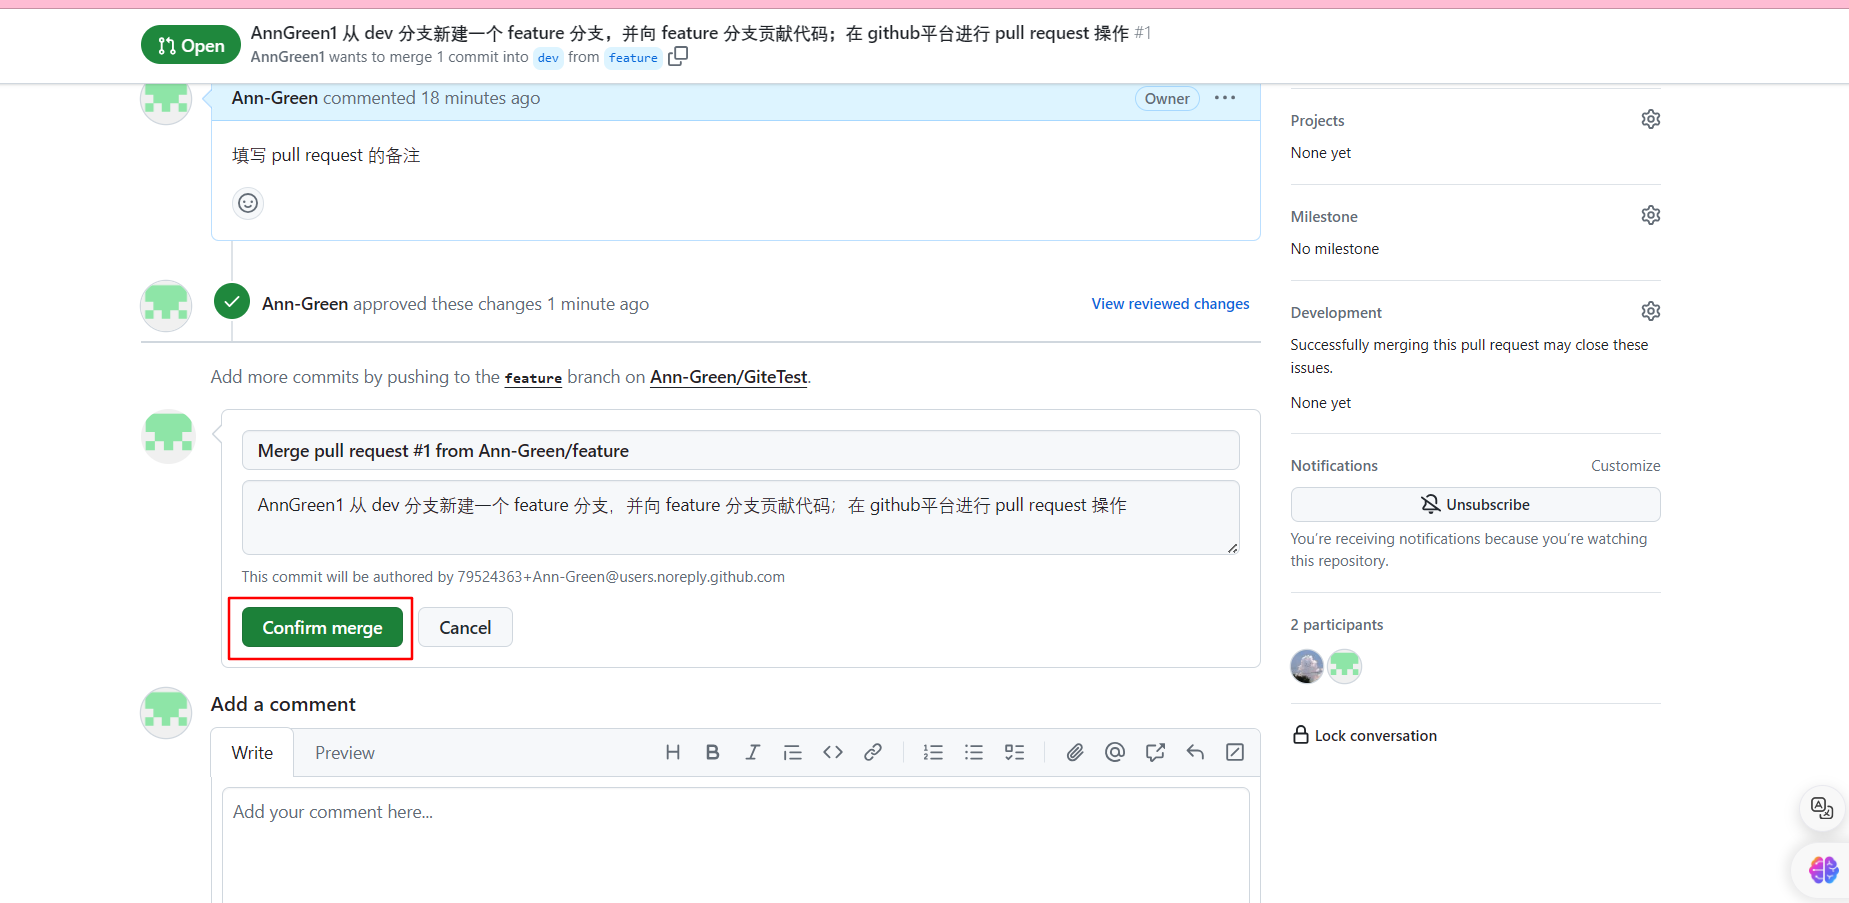 Open
AnnGreen1 从 dev 分支新建一个 feature 分支，并向 feature 分支贡献代码；在 github平台进行 pull request 操作 #1
AnnGreen1 wants to merge 1 commit into dev from feature
Ann-Green commented 18 minutes ago
Owner
填写 pull request 的备注
Ann-Green approved these changes 1 minute ago
View reviewed changes
Add more commits by pushing to the feature branch on Ann-Green/GiteTest.
Merge pull request #1 from Ann-Green/feature
AnnGreen1 从 dev 分支新建一个 feature 分支，并向 feature 分支贡献代码；在 github平台进行 pull request 操作
This commit will be authored by 79524363+Ann-Green@users.noreply.github.com
Confirm merge
Cancel
Add a comment
Write
Preview
Add your comment here...
Projects
None yet
Milestone
No milestone
Development
Successfully merging this pull request may close these
issues.
None yet
Notifications
Customize
Unsubscribe
You're receiving notifications because you're watching
this repository.
2 participants
Lock conversation